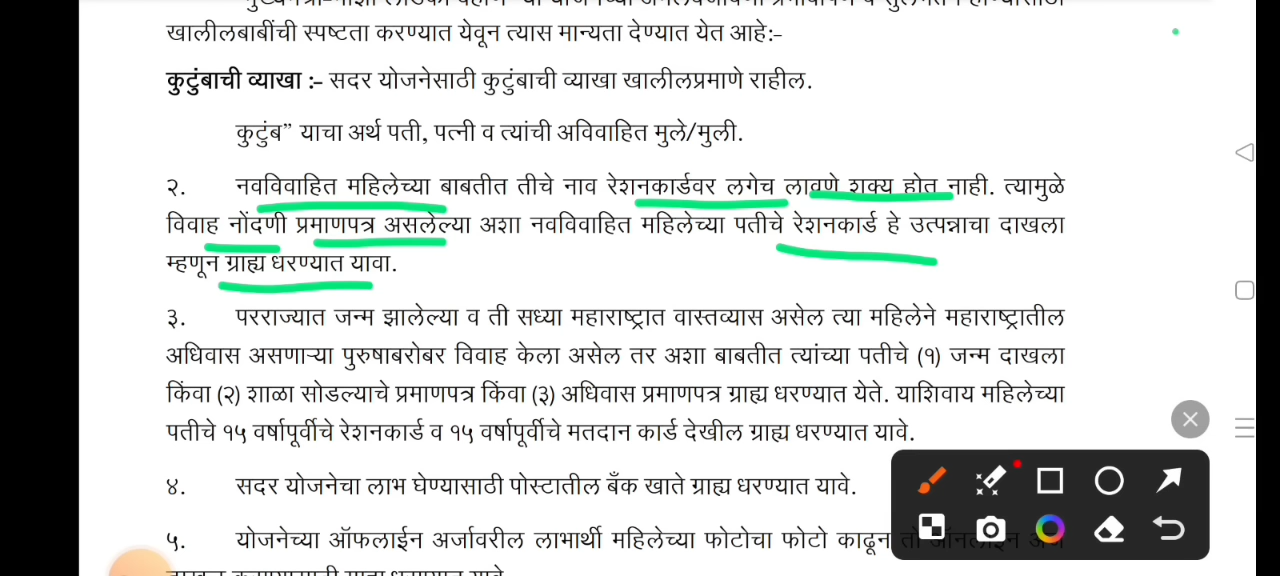 खालीलबाबींची स्पष्टता करण्यात येवून त्यास मान्यता देण्यात येत आहे:-
कुटुंबाची व्याखा :- सदर योजनेसाठी कुटुंबाची व्याखा खालीलप्रमाणे राहील.
कुटुंब” याचा अर्थ पती, पत्नी व त्यांची अविवाहित मुले/मुली.
२. नवविवाहित महिलेच्या बाबतीत तीचे नाव रेशनकार्डवर लगेच लावणे शक्य होत नाही. त्यामुळे
विवाह नोंदणी प्रमाणपत्र असलेल्या अशा नवविवाहित महिलेच्या पतीचे रेशनकार्ड हे उत्पन्नाचा दाखला
म्हणून ग्राह्य धरण्यात यावा.
३. परराज्यात जन्म झालेल्या व ती सध्या महाराष्ट्रात वास्तव्यास असेल त्या महिलेने महाराष्ट्रातील
अधिवास असणाऱ्या पुरुषाबरोबर विवाह केला असेल तर अशा बाबतीत त्यांच्या पतीचे (१) जन्म दाखला
किंवा (२) शाळा सोडल्याचे प्रमाणपत्र किंवा (३) अधिवास प्रमाणपत्र ग्राह्य धरण्यात येते. याशिवाय महिलेच्या
पतीचे १५ वर्षापूर्वीचे रेशनकार्ड व १५ वर्षापूर्वीचे मतदान कार्ड देखील ग्राह्य धरण्यात यावे.
४. सदर योजनेचा लाभ घेण्यासाठी पोस्टातील बँक खाते ग्राह्य धरण्यात यावे.
५. योजनेच्या ऑफलाईन अर्जावरील लाभार्थी महिलेच्या फोटोचा फोटो काढून तो ऑनलाईन